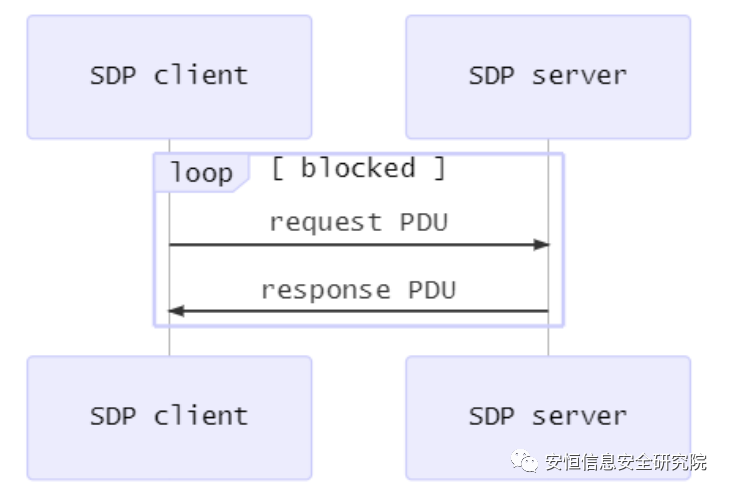 SDP client
SDP server
loop
[ blocked ]
request PDU
response PDU
SDP client
SDP server
安恒信息安全研究院